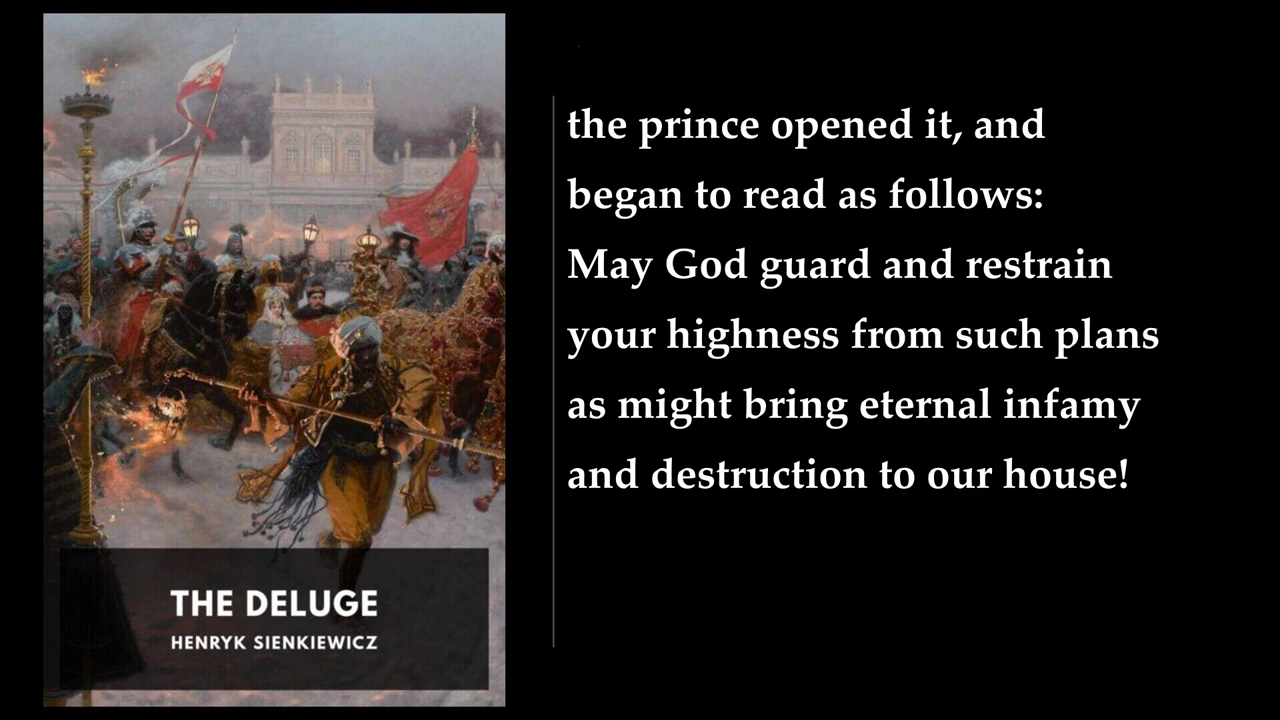 the prince opened it, and
began to read as follows:
May God guard and restrain
your highness from such plans
as might bring eternal infamy
and destruction to our house!
THE DELUGE
HENRYK SIENKIEWICZ